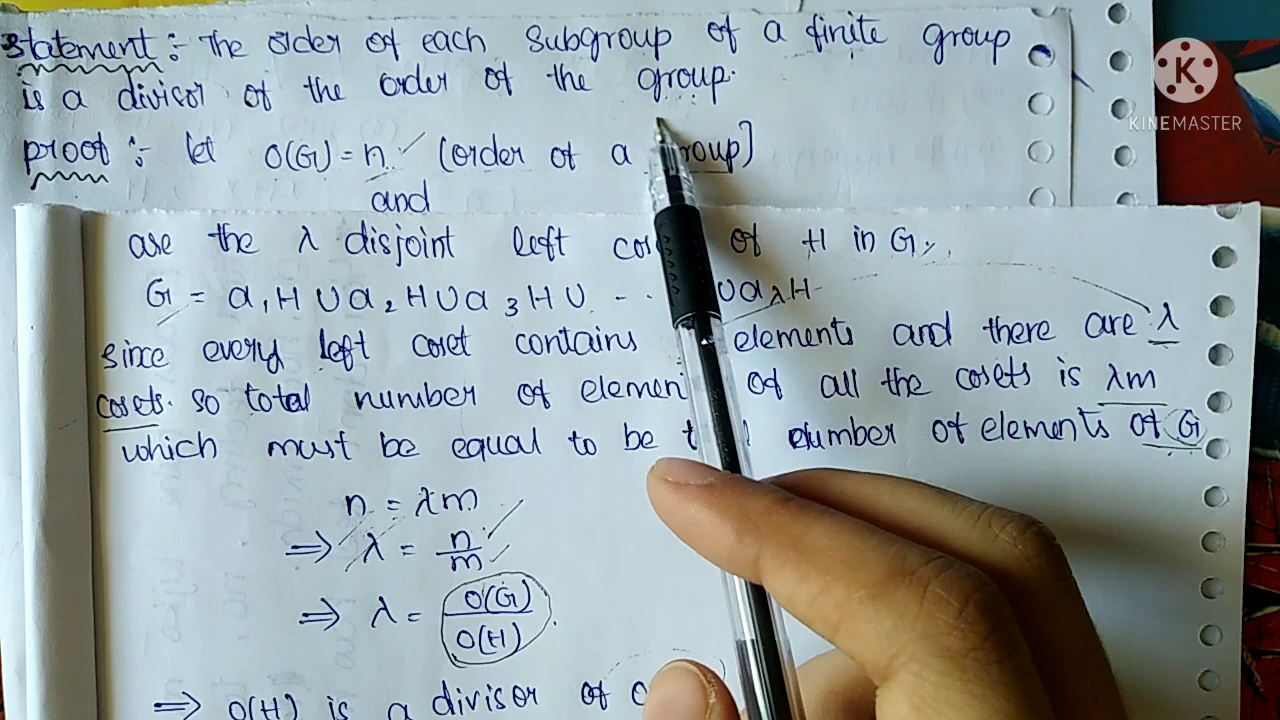 Statement :- The order of each subgroup of a finite group
is a divisor of the order of the group.
proof :- let O(G) = n (order of a group]
and
are the λ disjoint left of H in G,
G = a₁H ∪ a₂H ∪ a₃H ∪ - - ∪ aλH
since every left coset contains elements and there are λ
cosets. so total number of of all the cosets is λm
which must be equal to be number of elements of G
n = λm
⇒ λ = n/m
⇒ λ = O(G)/O(H)
⇒ O(H) is a divisor of
K
KINEMASTER